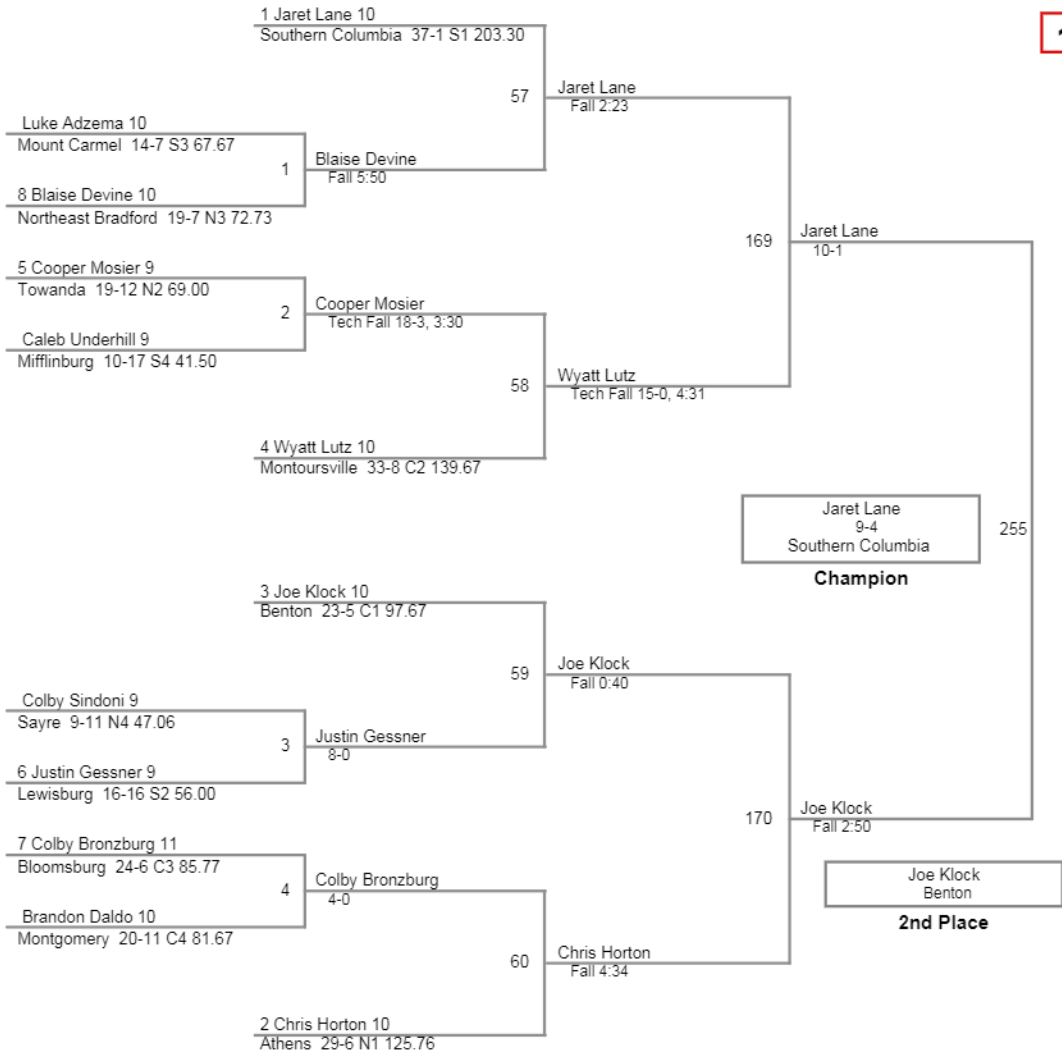 1 Jaret Lane 10
Southern Columbia 37-1 S1 203.30
57
Jaret Lane
Fall 2:23
Luke Adzema 10
Mount Carmel 14-7 S3 67.67
1
Blaise Devine
Fall 5:50
8 Blaise Devine 10
Northeast Bradford 19-7 N3 72.73
169
Jaret Lane
10-1
5 Cooper Mosier 9
Towanda 19-12 N2 69.00
2
Cooper Mosier
Tech Fall 18-3, 3:30
Caleb Underhill 9
Mifflinburg 10-17 S4 41.50
58
Wyatt Lutz
Tech Fall 15-0, 4:31
4 Wyatt Lutz 10
Montoursville 33-8 C2 139.67
Jaret Lane
9-4
Southern Columbia
255
Champion
3 Joe Klock 10
Benton 23-5 C1 97.67
59
Joe Klock
Fall 0:40
Colby Sindoni 9
Sayre 9-11 N4 47.06
3
Justin Gessner
8-0
6 Justin Gessner 9
Lewisburg 16-16 S2 56.00
170
Joe Klock
Fall 2:50
7 Colby Bronzburg 11
Bloomsburg 24-6 C3 85.77
4
Colby Bronzburg
4-0
Joe Klock
Benton
2nd Place
Brandon Daldo 10
Montgomery 20-11 C4 81.67
60
Chris Horton
Fall 4:34
2 Chris Horton 10
Athens 29-6 N1 125.76